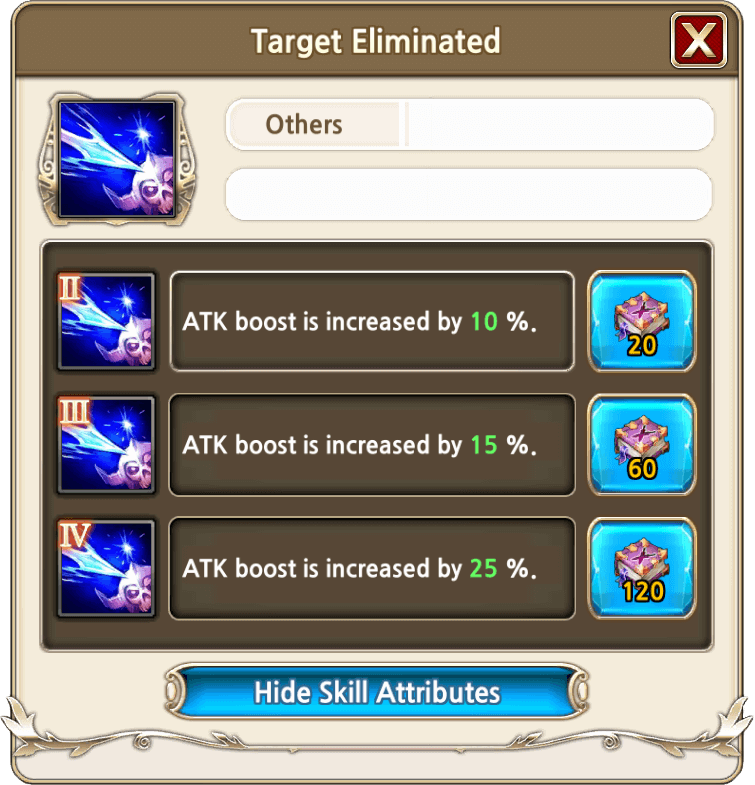 Target Eliminated
X
Others
II
ATK boost is increased by 10 %.
20
III
ATK boost is increased by 15 %.
60
IV
ATK boost is increased by 25 %.
120
Hide Skill Attributes